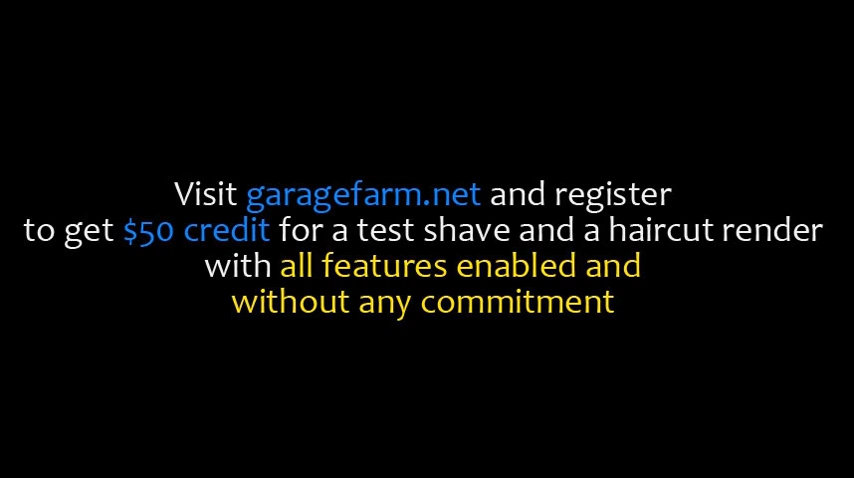 Visit garagefarm.net and register
to get $50 credit for a test shave and a haircut render
with all features enabled and
without any commitment